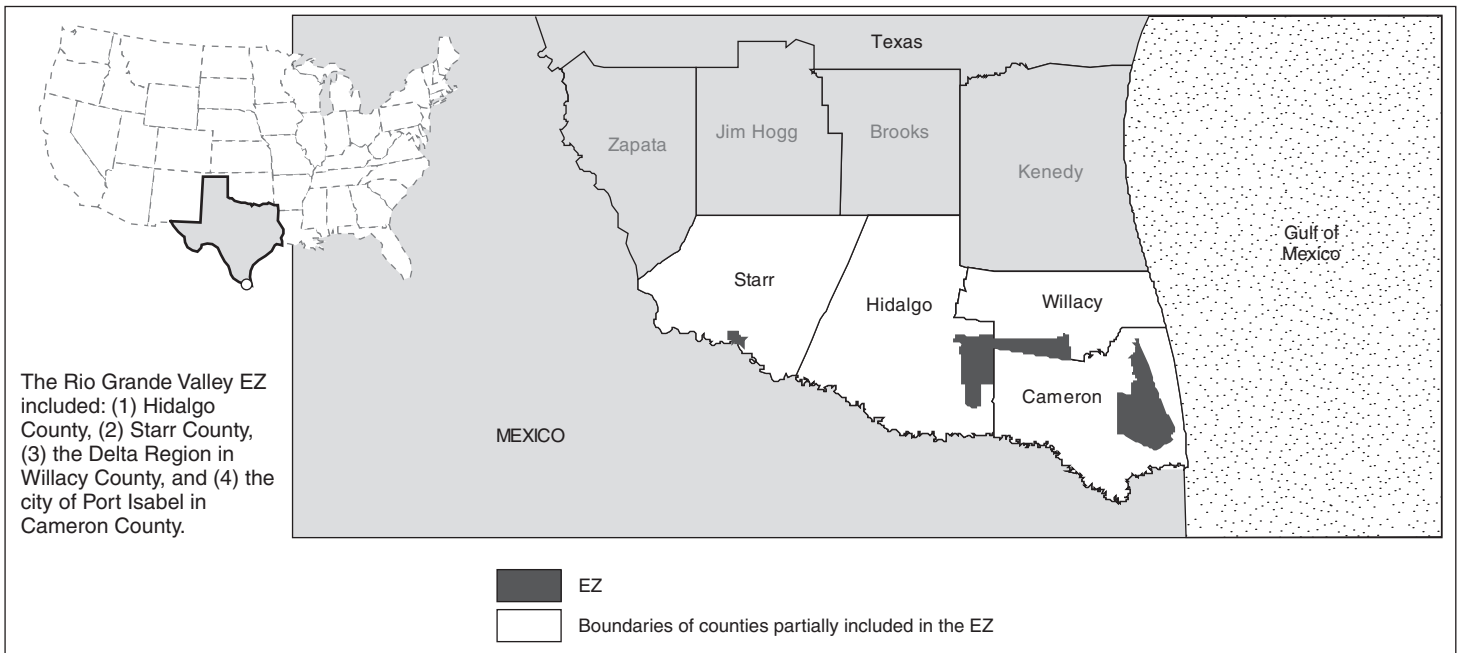 Texas
Zapata
Jim Hogg
Brooks
Kenedy
Gulf of
Mexico
Starr
Hidalgo
Willacy
Cameron
MEXICO
The Rio Grande Valley EZ
included: (1) Hidalgo
County, (2) Starr County,
(3) the Delta Region in
Willacy County, and (4) the
city of Port Isabel in
Cameron County.
EZ
Boundaries of counties partially included in the EZ